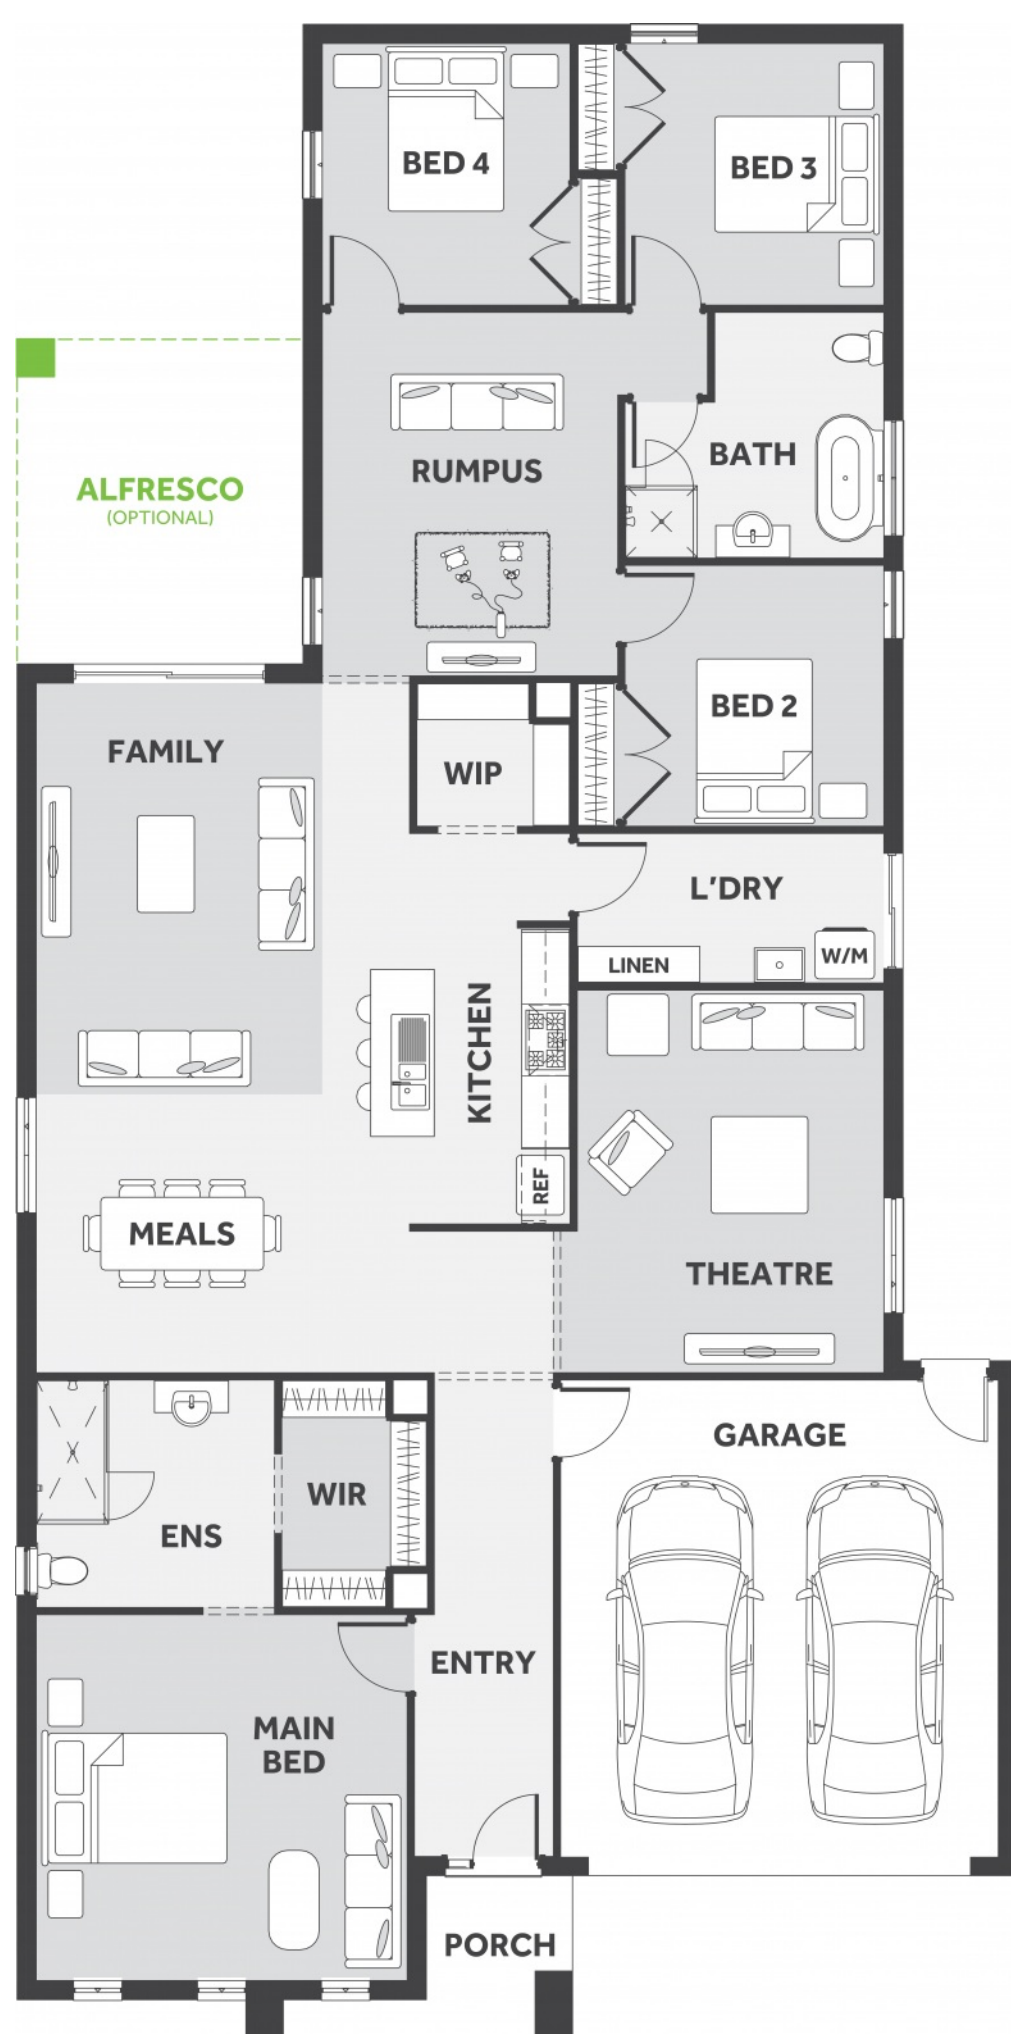 BED 4
BED 3
ALFRESCO
(OPTIONAL)
RUMPUS
BATH
BED 2
FAMILY
WIP
L'DRY
LINEN
W/M
KITCHEN
REF
MEALS
THEATRE
GARAGE
WIR
ENS
ENTRY
MAIN
BED
PORCH